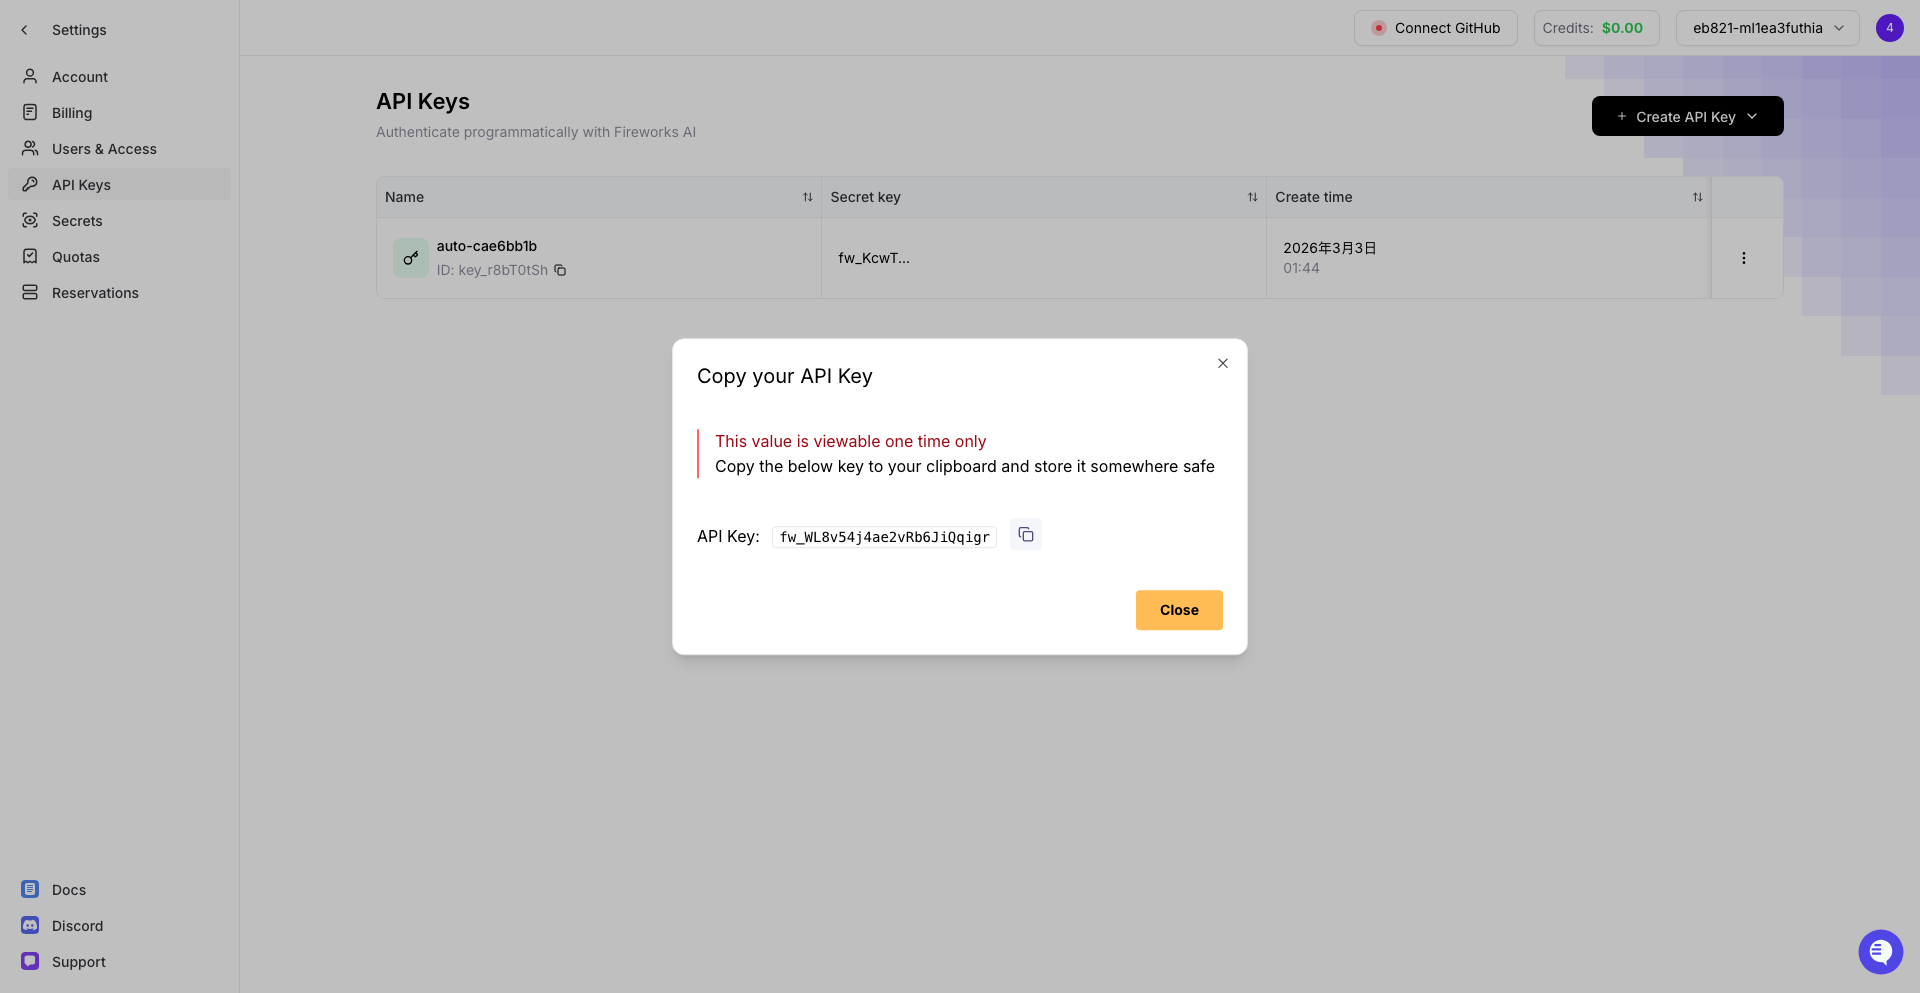 Settings
Account
Billing
Users & Access
API Keys
Secrets
Quotas
Reservations
Docs
Discord
Support
Connect GitHub
Credits: $0.00
eb821-ml1ea3futhia
4
API Keys
Authenticate programmatically with Fireworks AI
+ Create API Key
Name
Secret key
Create time
auto-cae6bb1b
ID: key_r8bT0tSh
fw_KcwT...
2026年3月3日
01:44
Copy your API Key
This value is viewable one time only
Copy the below key to your clipboard and store it somewhere safe
API Key: fw_WL8v54j4ae2vRb6JiQqigr
Close